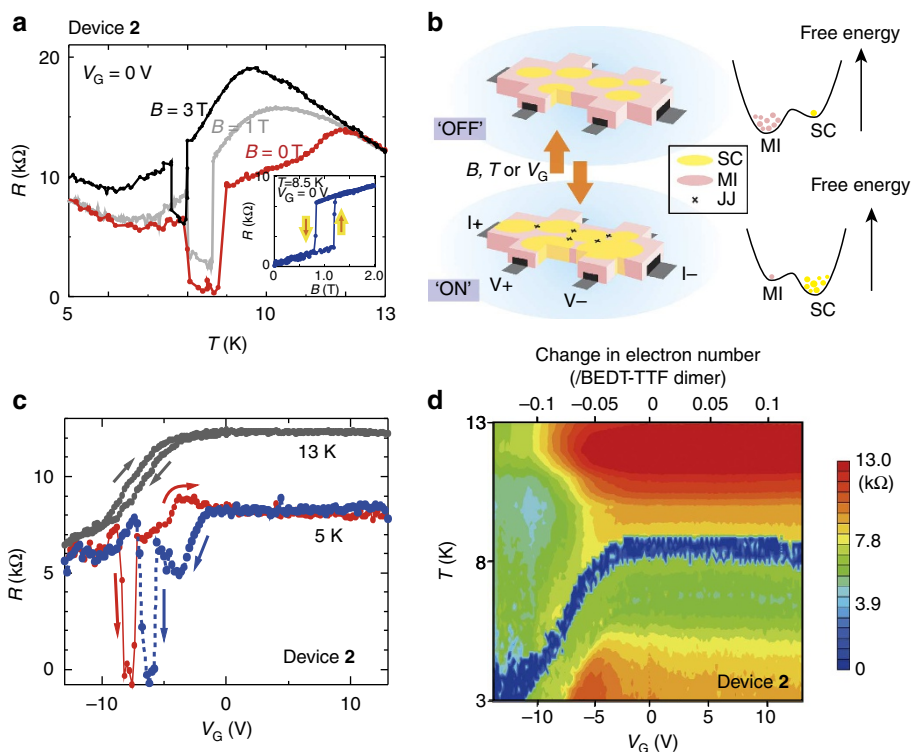 a
Device 2
V_G = 0 V
B = 3 T
B = 1 T
B = 0 T
T=8.5 K
V_G= 0 V
R (kΩ)
10
0
0.0
1.0
2.0
B (T)
R (kΩ)
20
10
0
5
10
13
T (K)
b
'OFF'
B, T or V_G
'ON'
I+
V+
V−
I−
SC
MI
JJ
Free energy
MI
SC
Free energy
MI
SC
c
R (kΩ)
10
5
0
−10
0
10
V_G (V)
13 K
5 K
Device 2
d
Change in electron number
(/BEDT-TTF dimer)
−0.1
−0.05
0
0.05
0.1
T (K)
13
8
3
−10
−5
0
5
10
V_G (V)
Device 2
13.0
(kΩ)
7.8
3.9
0